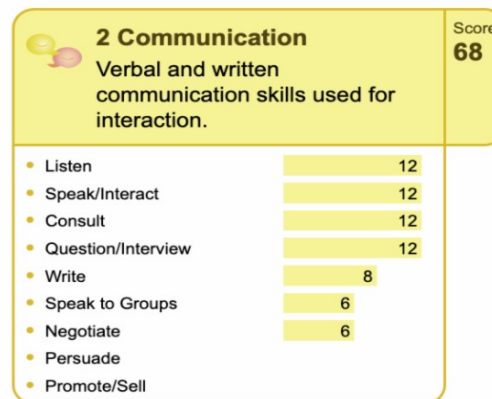 2 Communication
Verbal and written
communication skills used for
interaction.
Score
68
Listen 12
Speak/Interact 12
Consult 12
Question/Interview 12
Write 8
Speak to Groups 6
Negotiate 6
Persuade
Promote/Sell